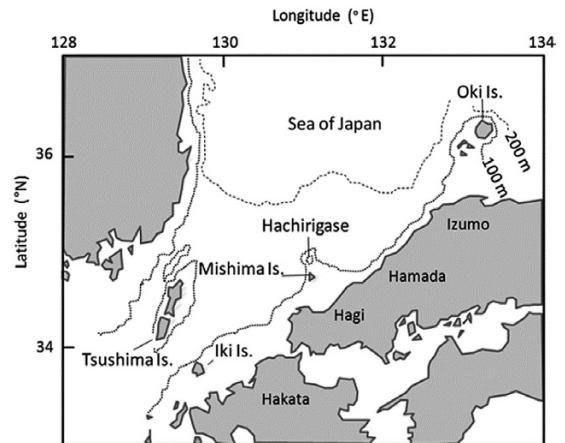 Longitude (°E)
128
130
132
134
Oki Is.
Sea of Japan
200 m
100 m
36
Latitude (°N)
Izumo
Hachirigase
Mishima Is.
Hamada
Hagi
34
Tsushima Is.
Iki Is.
Hakata